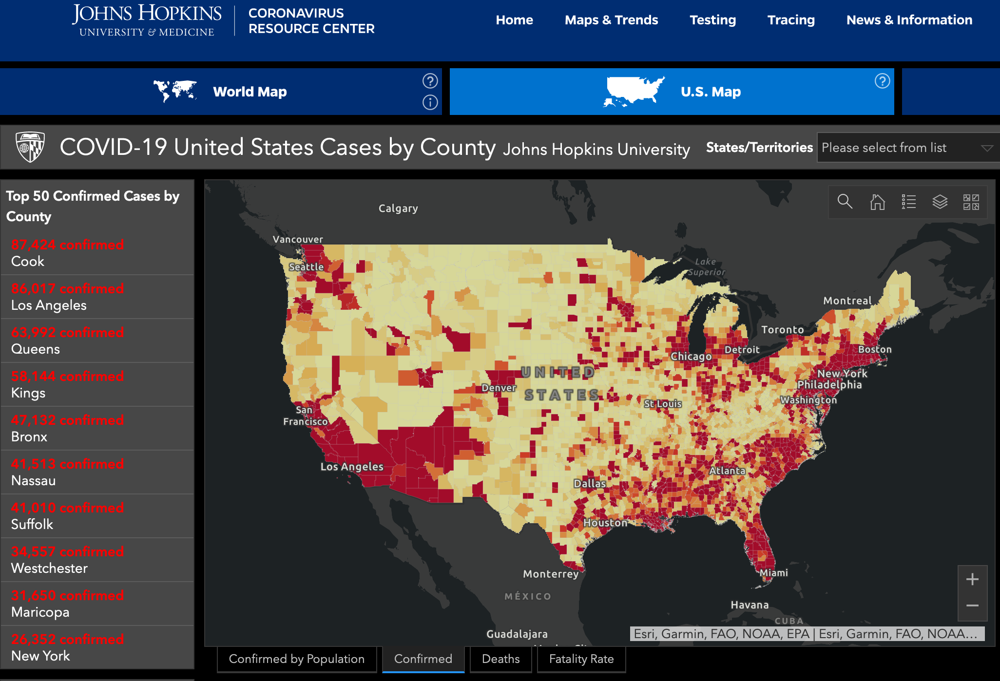 JOHNS HOPKINS
UNIVERSITY & MEDICINE
CORONAVIRUS
RESOURCE CENTER
Home
Maps & Trends
Testing
Tracing
News & Information
World Map
?
i
U.S. Map
?
COVID-19 United States Cases by County Johns Hopkins University
States/Territories
Please select from list
Top 50 Confirmed Cases by
County
87,424 confirmed
Cook
86,017 confirmed
Los Angeles
63,992 confirmed
Queens
58,144 confirmed
Kings
47,132 confirmed
Bronx
41,513 confirmed
Nassau
41,010 confirmed
Suffolk
34,557 confirmed
Westchester
31,650 confirmed
Maricopa
26,352 confirmed
New York
Calgary
Vancouver
Seattle
Lake
Superior
Montreal
Toronto
Boston
Detroit
Chicago
UNITED
STATES
New York
Philadelphia
Denver
Washington
St Louis
San
Francisco
Los Angeles
Atlanta
Dallas
Houston
Monterrey
Miami
MÉXICO
Havana
CUBA
Guadalajara
Esri, Garmin, FAO, NOAA, EPA | Esri, Garmin, FAO, NOAA...
+
−
Confirmed by Population
Confirmed
Deaths
Fatality Rate